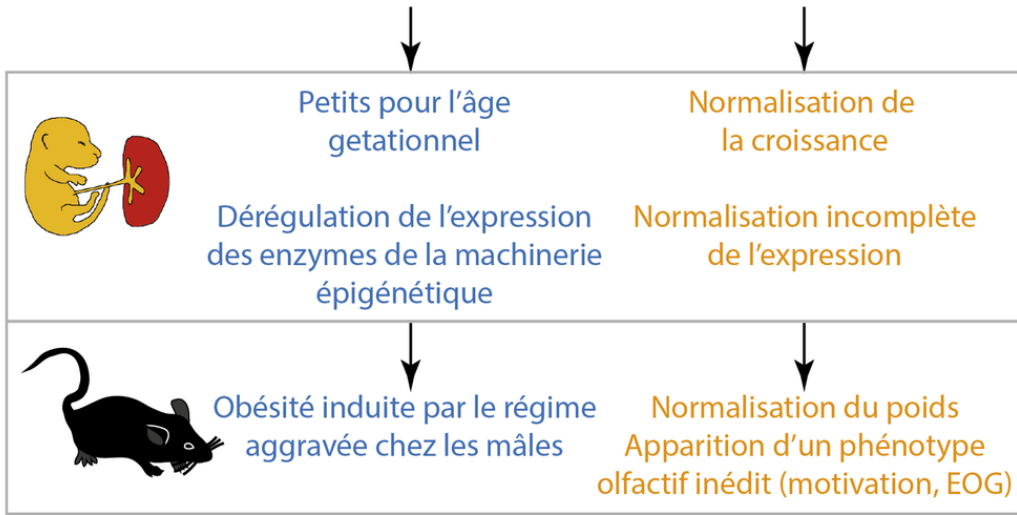 Petits pour l’âge
getationnel
Normalisation de
la croissance
Dérégulation de l’expression
des enzymes de la machinerie
épigénétique
Normalisation incomplète
de l’expression
Obésité induite par le régime
aggravée chez les mâles
Normalisation du poids
Apparition d’un phénotype
olfactif inédit (motivation, EOG)